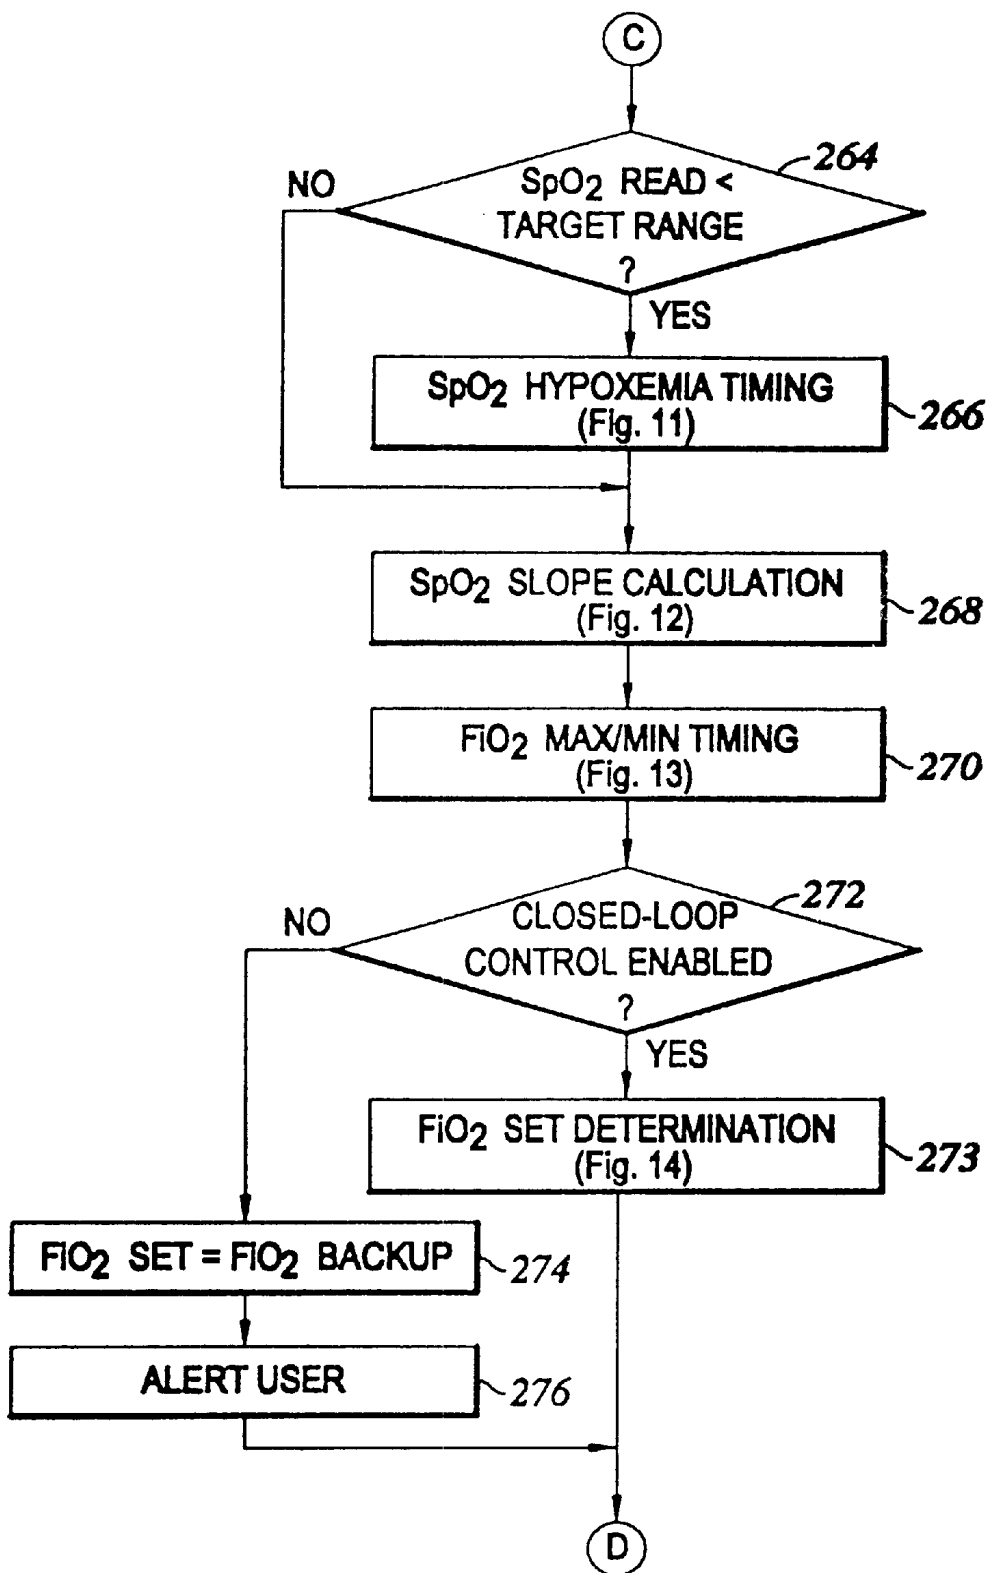 C
264
NO
SpO2 READ <
TARGET RANGE
?
YES
SpO2 HYPOXEMIA TIMING
(Fig. 11)
266
SpO2 SLOPE CALCULATION
(Fig. 12)
268
FiO2 MAX/MIN TIMING
(Fig. 13)
270
272
NO
CLOSED-LOOP
CONTROL ENABLED
?
YES
FiO2 SET DETERMINATION
(Fig. 14)
273
FiO2 SET = FiO2 BACKUP
274
ALERT USER
276
D